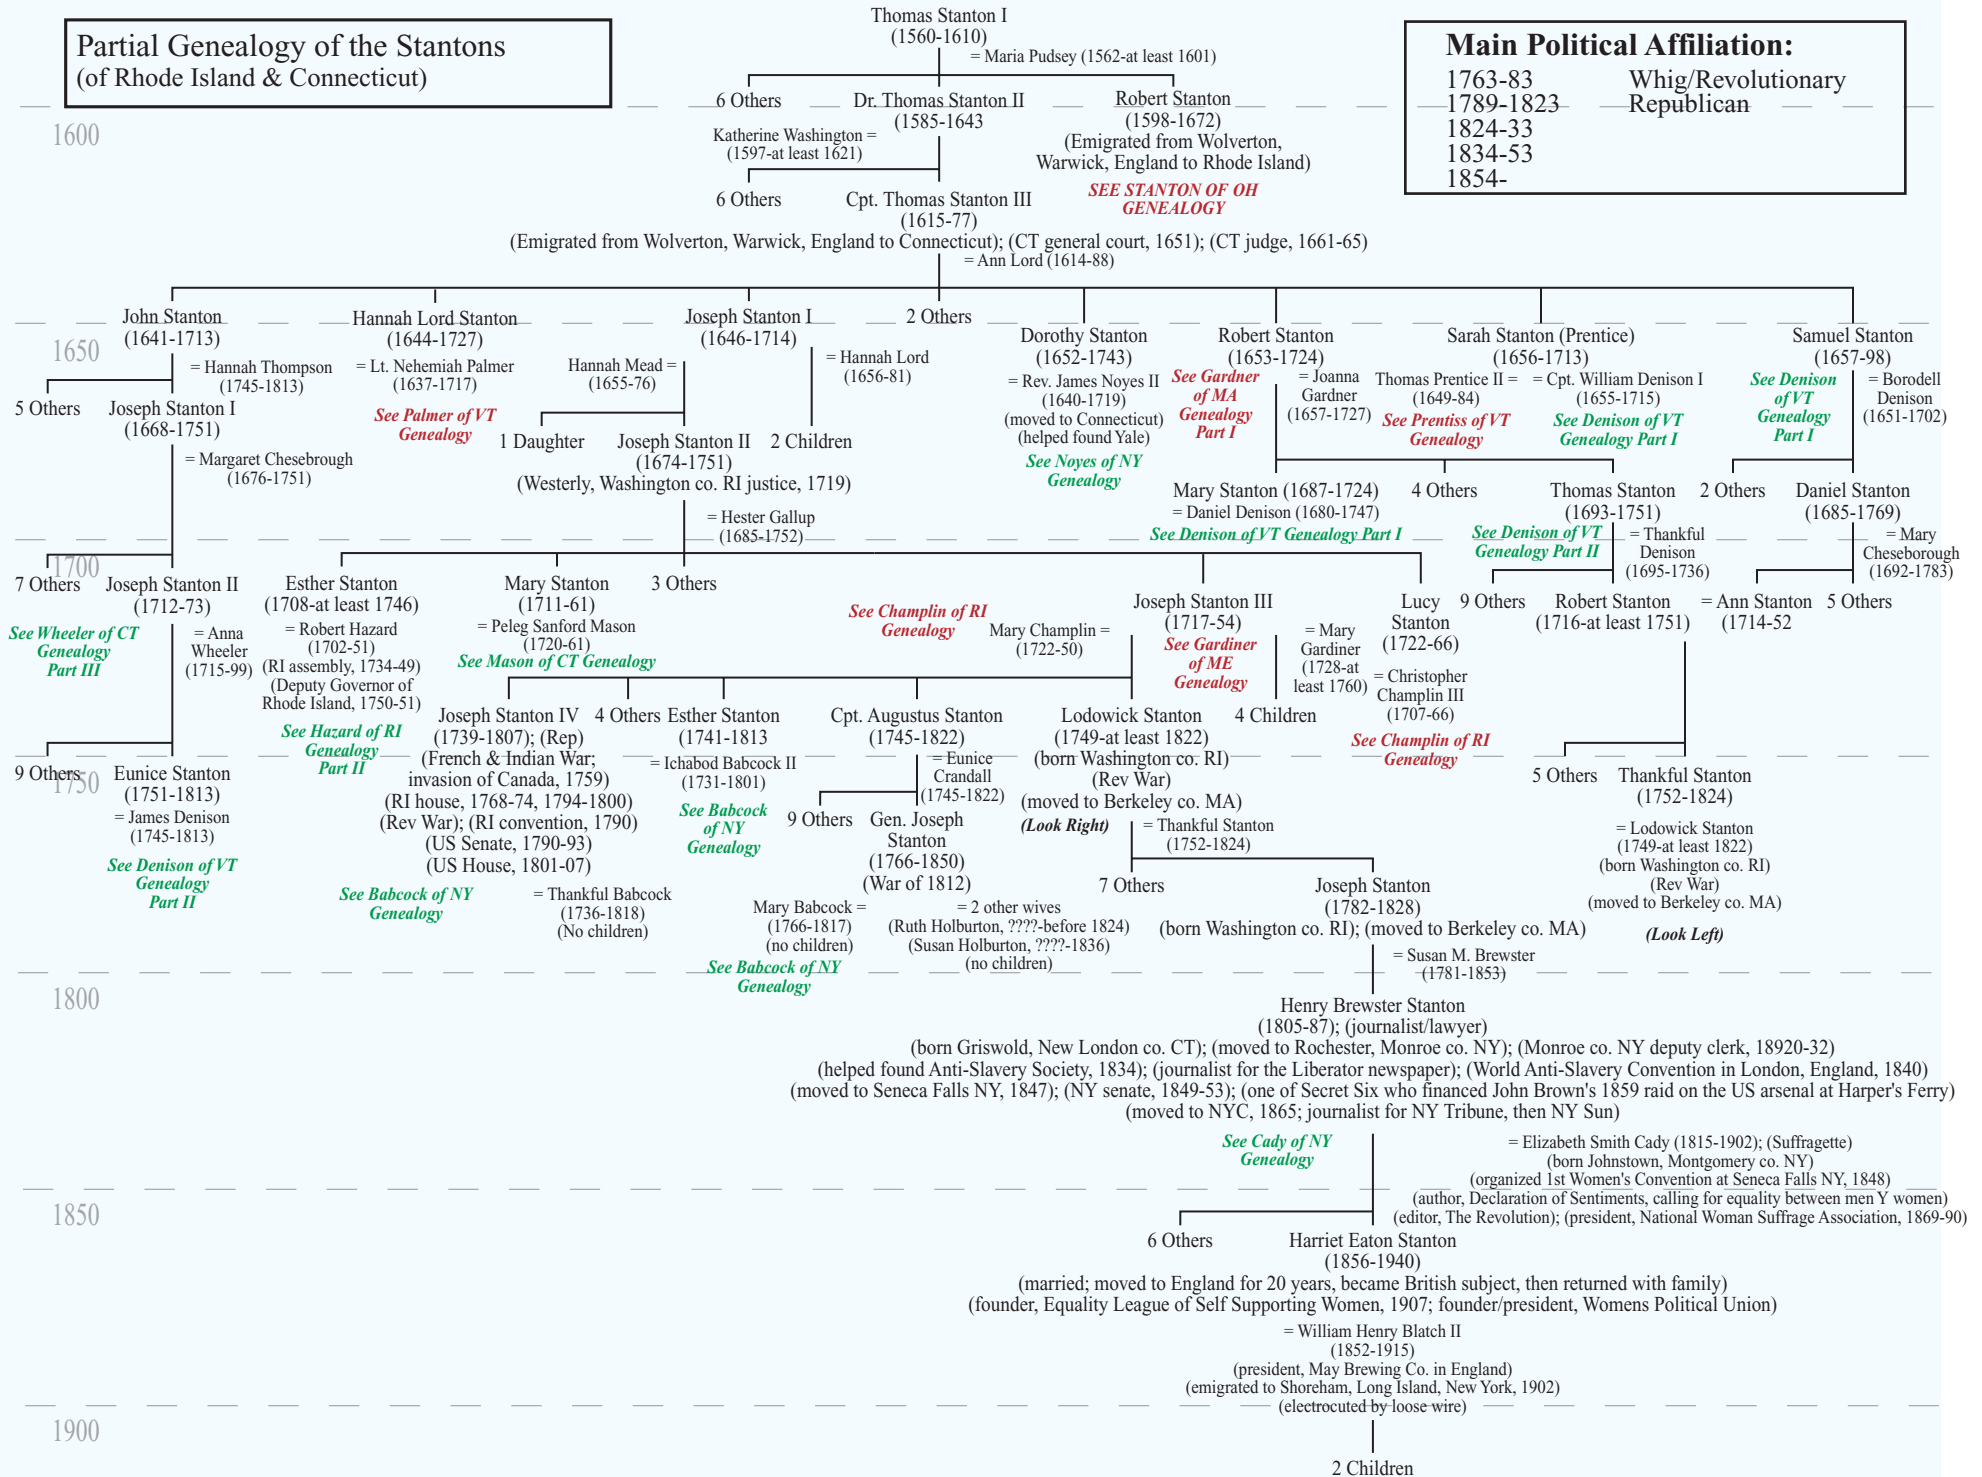 Partial Genealogy of the Stantons
(of Rhode Island & Connecticut)
Main Political Affiliation:
1763-83 Whig/Revolutionary
1789-1823 Republican
1824-33
1834-53
1854-
Thomas Stanton I
(1560-1610)
= Maria Pudsey (1562-at least 1601)
6 Others
Dr. Thomas Stanton II
(1585-1643
Robert Stanton
(1598-1672)
(Emigrated from Wolverton,
Warwick, England to Rhode Island)
SEE STANTON OF OH
GENEALOGY
1600
Katherine Washington =
(1597-at least 1621)
6 Others
Cpt. Thomas Stanton III
(1615-77)
(Emigrated from Wolverton, Warwick, England to Connecticut); (CT general court, 1651); (CT judge, 1661-65)
= Ann Lord (1614-88)
John Stanton
(1641-1713)
Hannah Lord Stanton
(1644-1727)
Joseph Stanton I
(1646-1714)
2 Others
Dorothy Stanton
(1652-1743)
Robert Stanton
(1653-1724)
Sarah Stanton (Prentice)
(1656-1713)
Samuel Stanton
(1657-98)
1650
= Hannah Thompson
(1745-1813)
= Lt. Nehemiah Palmer
(1637-1717)
See Palmer of VT
Genealogy
Hannah Mead =
(1655-76)
= Hannah Lord
(1656-81)
= Rev. James Noyes II
(1640-1719)
(moved to Connecticut)
(helped found Yale)
See Noyes of NY
Genealogy
See Gardner
of MA
Genealogy
Part I
= Joanna
Gardner
(1657-1727)
Thomas Prentice II =
(1649-84)
See Prentiss of VT
Genealogy
= Cpt. William Denison I
(1655-1715)
See Denison of VT
Genealogy Part I
See Denison
of VT
Genealogy
Part I
= Borodell
Denison
(1651-1702)
5 Others
Joseph Stanton I
(1668-1751)
= Margaret Chesebrough
(1676-1751)
1 Daughter
Joseph Stanton II
(1674-1751)
(Westerly, Washington co. RI justice, 1719)
2 Children
= Hester Gallup
(1685-1752)
Mary Stanton (1687-1724)
= Daniel Denison (1680-1747)
See Denison of VT Genealogy Part I
4 Others
Thomas Stanton
(1693-1751)
See Denison of VT
Genealogy Part II
= Thankful
Denison
(1695-1736)
2 Others
Daniel Stanton
(1685-1769)
= Mary
Cheseborough
(1692-1783)
1700
7 Others
Joseph Stanton II
(1712-73)
See Wheeler of CT
Genealogy
Part III
= Anna
Wheeler
(1715-99)
Esther Stanton
(1708-at least 1746)
= Robert Hazard
(1702-51)
(RI assembly, 1734-49)
(Deputy Governor of
Rhode Island, 1750-51)
See Hazard of RI
Genealogy
Part II
Mary Stanton
(1711-61)
= Peleg Sanford Mason
(1720-61)
See Mason of CT Genealogy
3 Others
See Champlin of RI
Genealogy
Mary Champlin =
(1722-50)
Joseph Stanton III
(1717-54)
See Gardiner
of ME
Genealogy
= Mary
Gardiner
(1728-at
least 1760)
Lucy
Stanton
(1722-66)
= Christopher
Champlin III
(1707-66)
See Champlin of RI
Genealogy
9 Others
Robert Stanton
(1716-at least 1751)
= Ann Stanton
(1714-52
5 Others
Joseph Stanton IV
(1739-1807); (Rep)
(French & Indian War;
invasion of Canada, 1759)
(RI house, 1768-74, 1794-1800)
(Rev War); (RI convention, 1790)
(US Senate, 1790-93)
(US House, 1801-07)
See Babcock of NY
Genealogy
= Thankful Babcock
(1736-1818)
(No children)
4 Others
Esther Stanton
(1741-1813
= Ichabod Babcock II
(1731-1801)
See Babcock
of NY
Genealogy
Cpt. Augustus Stanton
(1745-1822)
= Eunice
Crandall
(1745-1822)
Lodowick Stanton
(1749-at least 1822)
(born Washington co. RI)
(Rev War)
(moved to Berkeley co. MA)
(Look Right)
= Thankful Stanton
(1752-1824)
4 Children
1750
9 Others
Eunice Stanton
(1751-1813)
= James Denison
(1745-1813)
See Denison of VT
Genealogy
Part II
9 Others
Gen. Joseph
Stanton
(1766-1850)
(War of 1812)
Mary Babcock =
(1766-1817)
(no children)
See Babcock of NY
Genealogy
= 2 other wives
(Ruth Holburton, ????-before 1824)
(Susan Holburton, ????-1836)
(no children)
5 Others
Thankful Stanton
(1752-1824)
= Lodowick Stanton
(1749-at least 1822)
(born Washington co. RI)
(Rev War)
(moved to Berkeley co. MA)
(Look Left)
7 Others
Joseph Stanton
(1782-1828)
(born Washington co. RI); (moved to Berkeley co. MA)
= Susan M. Brewster
(1781-1853)
1800
Henry Brewster Stanton
(1805-87); (journalist/lawyer)
(born Griswold, New London co. CT); (moved to Rochester, Monroe co. NY); (Monroe co. NY deputy clerk, 18920-32)
(helped found Anti-Slavery Society, 1834); (journalist for the Liberator newspaper); (World Anti-Slavery Convention in London, England, 1840)
(moved to Seneca Falls NY, 1847); (NY senate, 1849-53); (one of Secret Six who financed John Brown's 1859 raid on the US arsenal at Harper's Ferry)
(moved to NYC, 1865; journalist for NY Tribune, then NY Sun)
See Cady of NY
Genealogy
= Elizabeth Smith Cady (1815-1902); (Suffragette)
(born Johnstown, Montgomery co. NY)
(organized 1st Women's Convention at Seneca Falls NY, 1848)
(author, Declaration of Sentiments, calling for equality between men Y women)
(editor, The Revolution); (president, National Woman Suffrage Association, 1869-90)
1850
6 Others
Harriet Eaton Stanton
(1856-1940)
(married; moved to England for 20 years, became British subject, then returned with family)
(founder, Equality League of Self Supporting Women, 1907; founder/president, Womens Political Union)
= William Henry Blatch II
(1852-1915)
(president, May Brewing Co. in England)
(emigrated to Shoreham, Long Island, New York, 1902)
(electrocuted by loose wire)
1900
2 Children